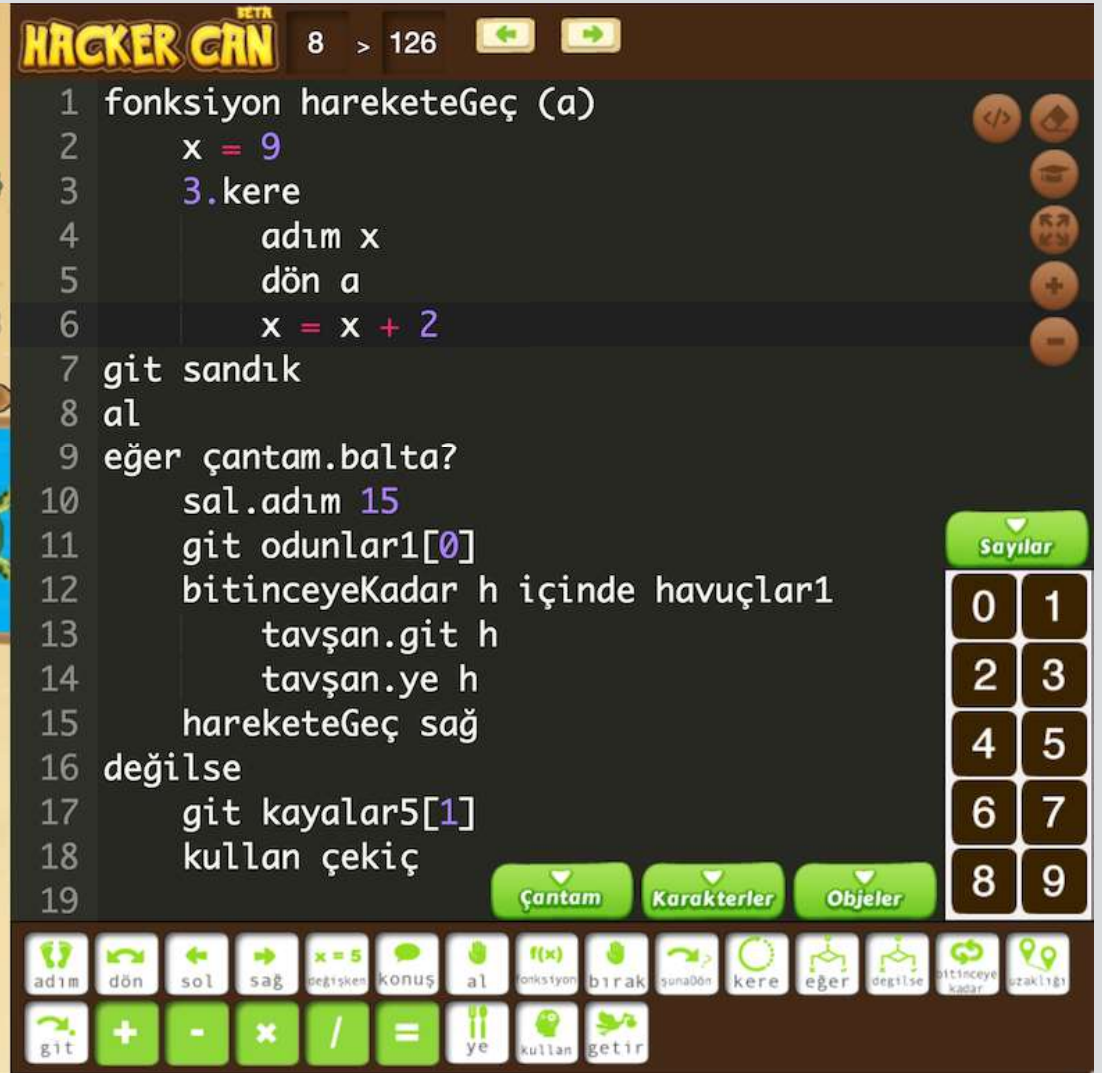 BETA
HACKER CAN 8 > 126
1 fonksiyon hareketeGeç (a)
2 x = 9
3 3.kere
4 adım x
5 dön a
6 x = x + 2
7 git sandık
8 al
9 eğer çantam.balta?
10 sal.adım 15
11 git odunlar1[0]
12 bitinceyeKadar h içinde havuçlar1
13 tavşan.git h
14 tavşan.ye h
15 hareketeGeç sağ
16 değilse
17 git kayalar5[1]
18 kullan çekiç
19
</>
+
-
Sayılar
0 1
2 3
4 5
6 7
8 9
Çantam Karakterler Objeler
x = 5 f(x)
adım dön sol sağ değişken konuş al fonksiyon bırak şunaDön kere eğer değilse bitinceye kadar uzaklığı
git + - × / = ye kullan getir